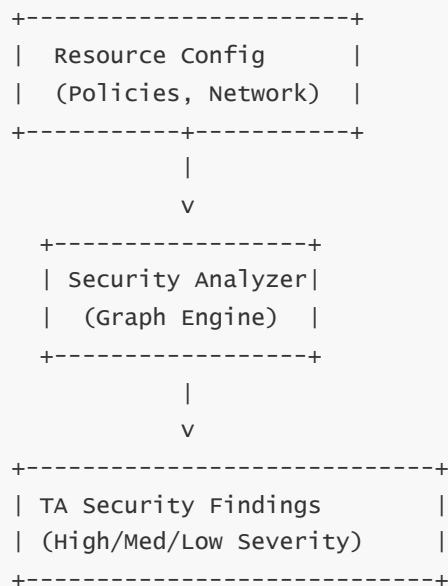 +-----------------------+
|  Resource Config      |
|  (Policies, Network)  |
+-----------+-----------+
            |
            v
  +------------------+
  | Security Analyzer|
  |  (Graph Engine)  |
  +------------------+
            |
            v
+-----------------------------+
| TA Security Findings        |
| (High/Med/Low Severity)     |
+-----------------------------+